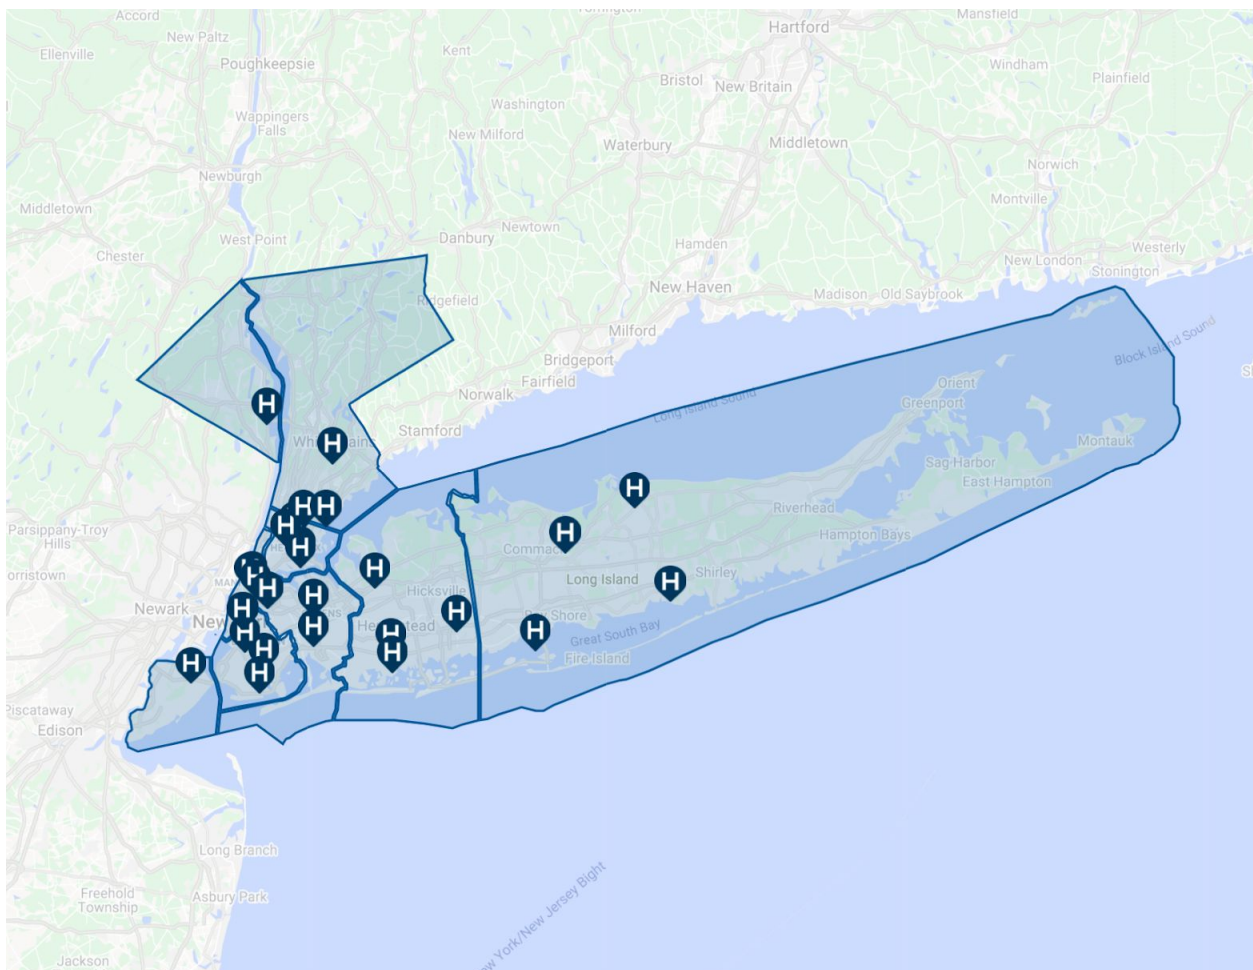 Accord
Torrington
Hartford
Mansfield
New Paltz
Kent
Windham
Ellenville
Poughkeepsie
Bristol
New Britain
Plainfield
Washington
Wappingers
Falls
New Milford
Middletown
Waterbury
Norwich
Newburgh
Montville
Middletown
Newtown
West Point
Danbury
Hamden
Westerly
Chester
New London
Stonington
New Haven
Ridgefield
Madison
Old Saybrook
Milford
Block Island Sound
Bridgeport
Fairfield
Orient
Norwalk
Long Island Sound
Greenport
H
Stamford
H
Montauk
Sag Harbor
East Hampton
H
Riverhead
H
H
Parsippany-Troy
Hills
H
H
Hampton Bays
H
Commac
H
Shirley
H
Long Island
H
Hicksville
H
H
H
Newark
H
H
Bay Shore
H
H
H
Great South Bay
H
H
H
Fire Island
H
H
Piscataway
Edison
Long Branch
Freehold
Township
Asbury Park
York/New Jersey Bight
Jackson